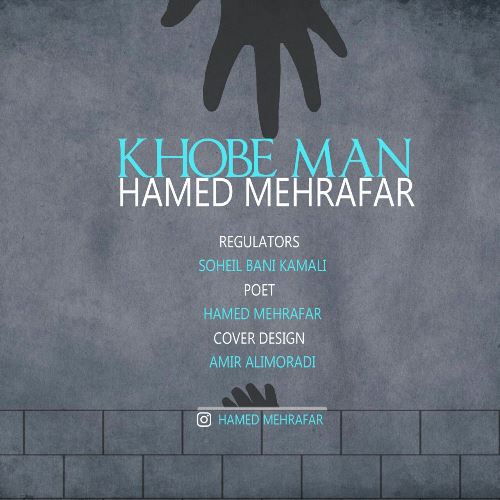 KHOBE MAN
HAMED MEHRAFAR
REGULATORS
SOHEIL BANI KAMALI
POET
HAMED MEHRAFAR
COVER DESIGN
AMIR ALIMORADI
HAMED MEHRAFAR